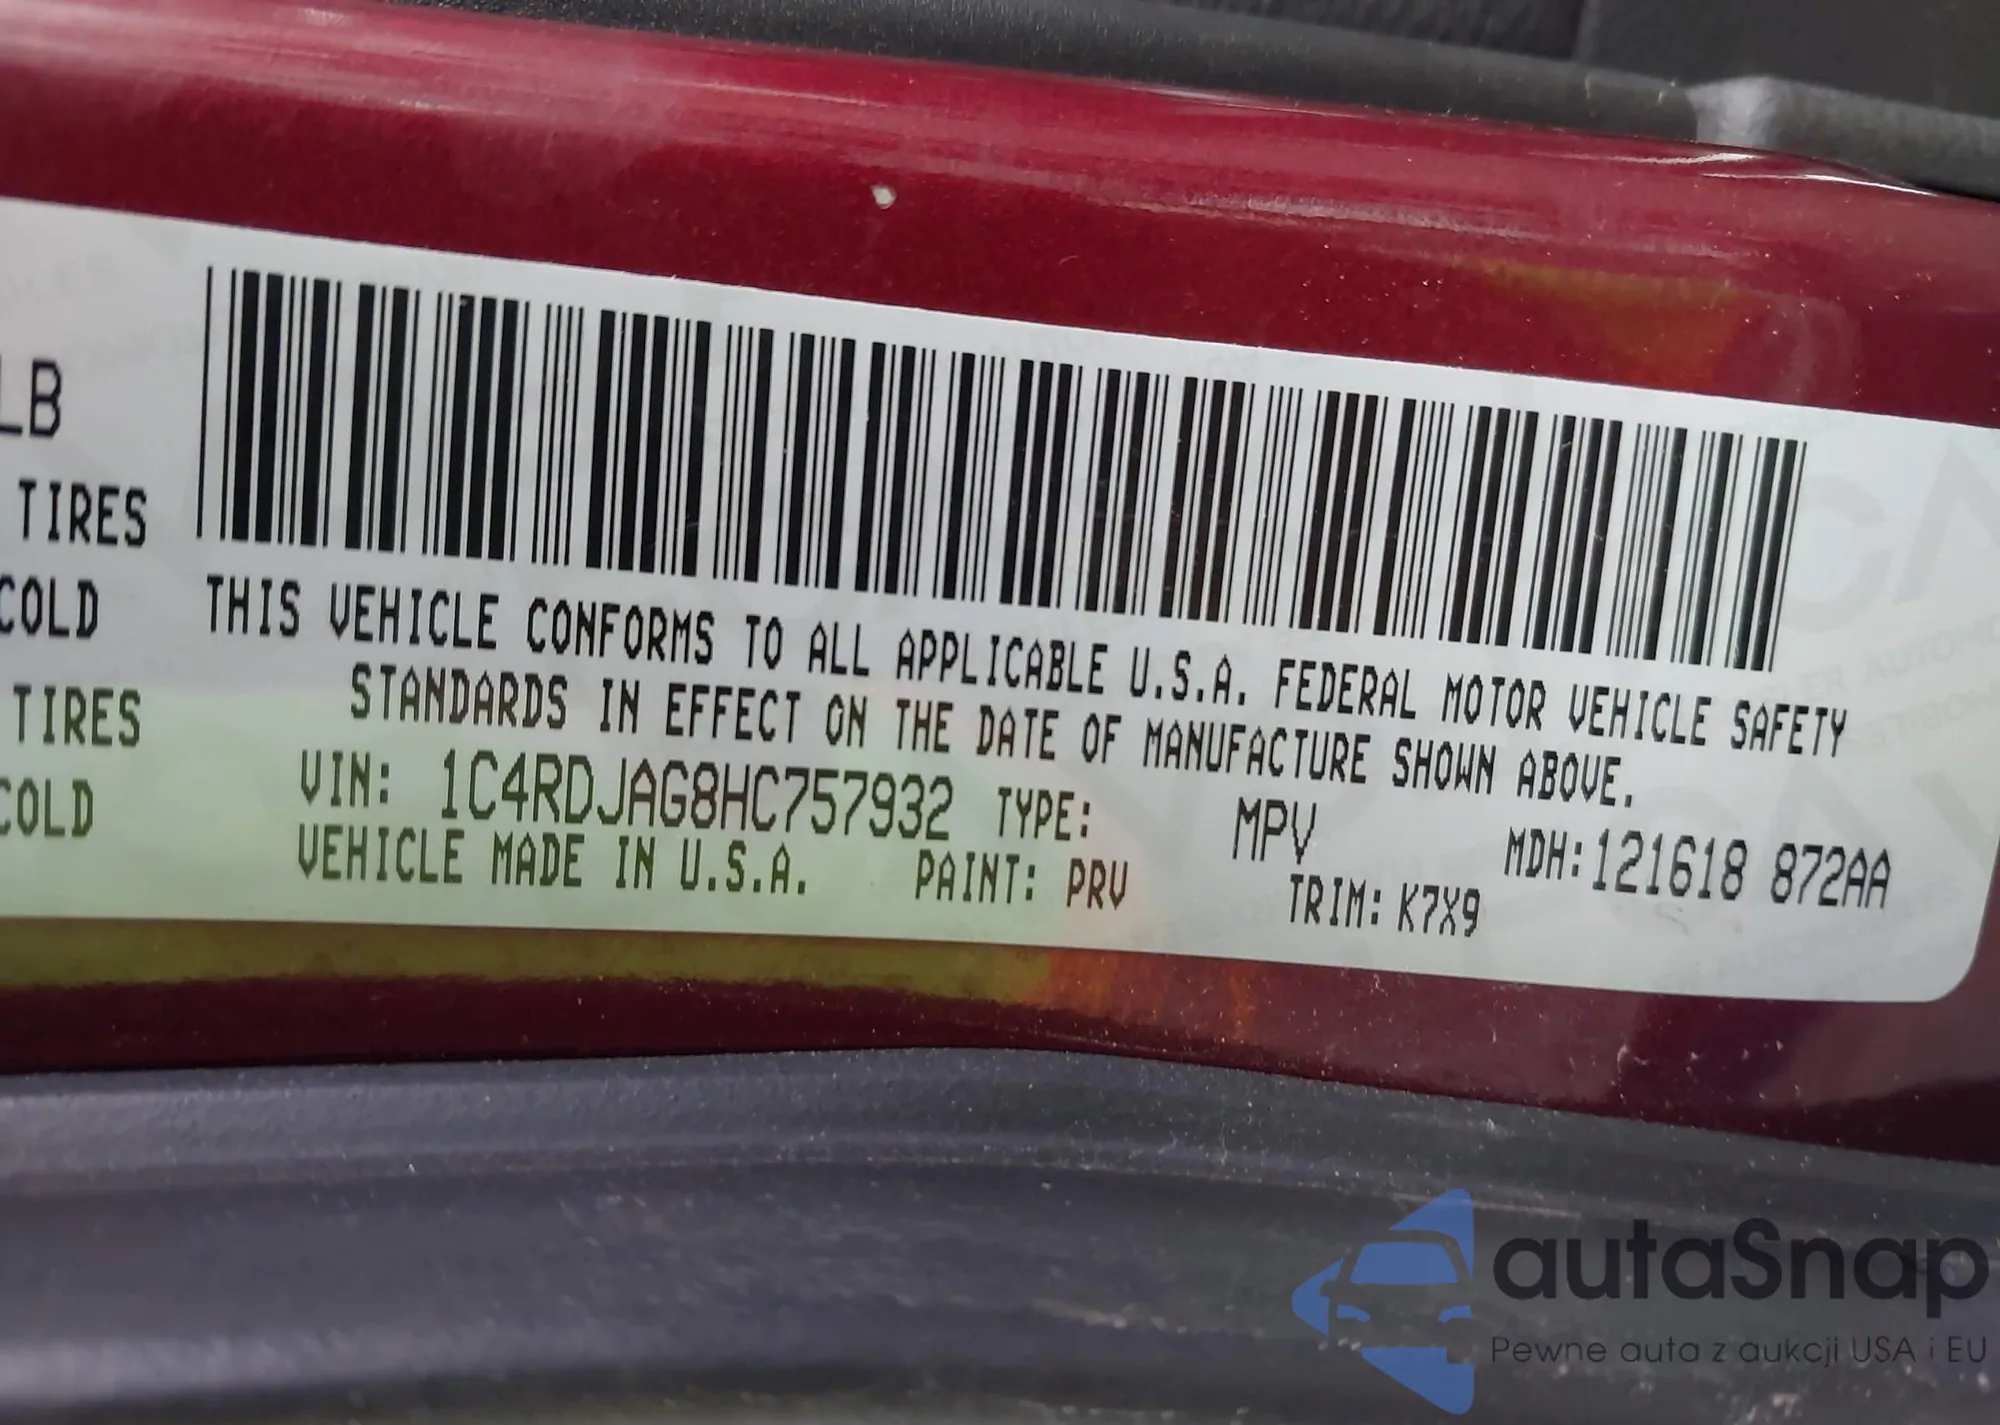 LB
TIRES
COLD
TIRES
COLD
THIS VEHICLE CONFORMS TO ALL APPLICABLE U.S.A. FEDERAL MOTOR VEHICLE SAFETY
STANDARDS IN EFFECT ON THE DATE OF MANUFACTURE SHOWN ABOVE.
VIN: 1C4RDJAG8HC757932 TYPE: MPV MDH:121618 872AA
VEHICLE MADE IN U.S.A. PAINT: PRV TRIM: K7X9
autaSnap
Pewne auta z aukcji USA i EU